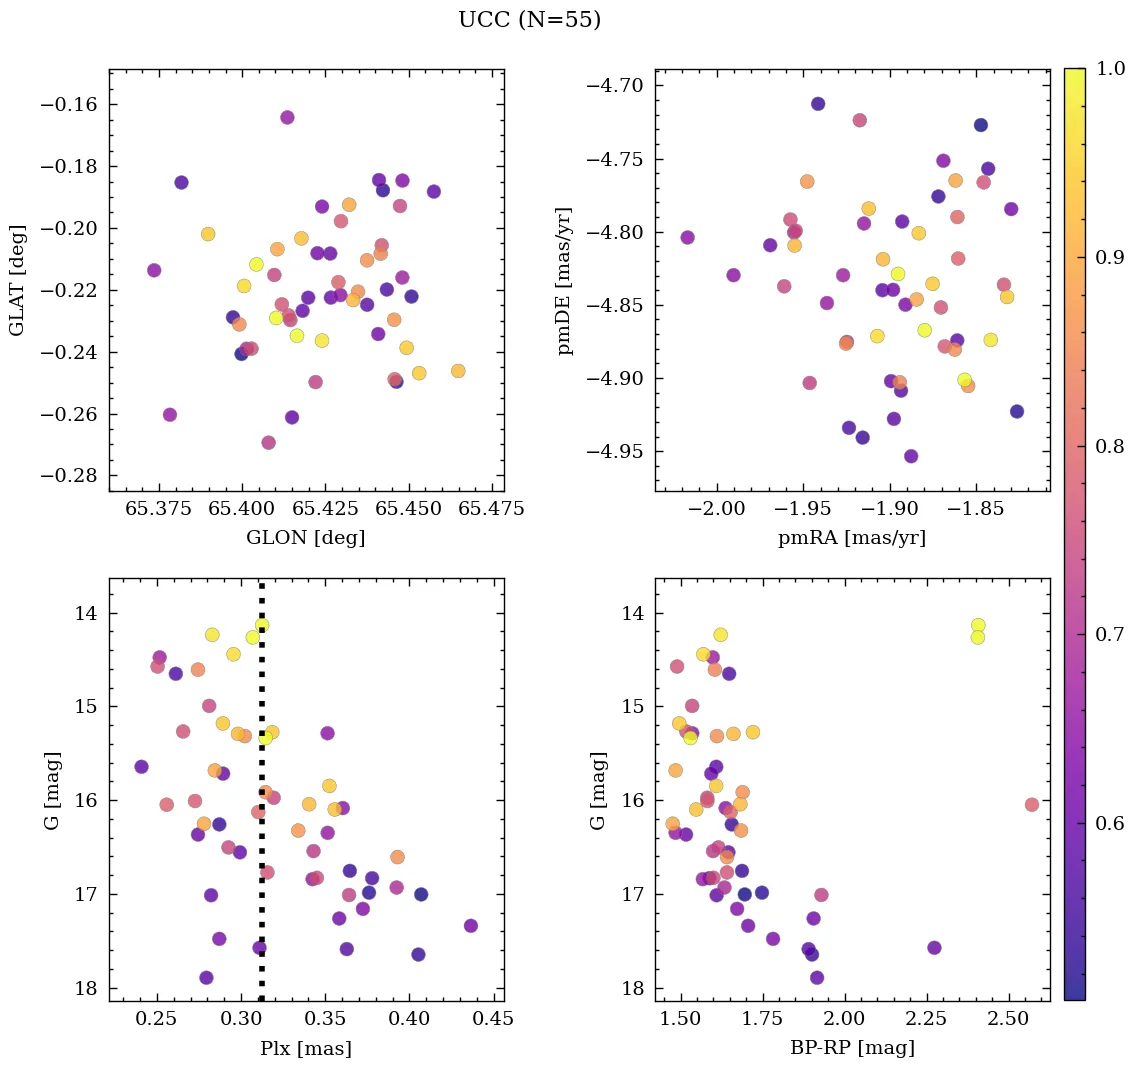 UCC (N=55)
−0.16
−0.18
−0.20
−0.22
−0.24
−0.26
−0.28
GLAT [deg]
65.375 65.400 65.425 65.450 65.475
GLON [deg]
−4.70
−4.75
−4.80
−4.85
−4.90
−4.95
pmDE [mas/yr]
−2.00 −1.95 −1.90 −1.85
pmRA [mas/yr]
14
15
16
17
18
G [mag]
0.25 0.30 0.35 0.40 0.45
Plx [mas]
14
15
16
17
18
G [mag]
1.50 1.75 2.00 2.25 2.50
BP-RP [mag]
1.0
0.9
0.8
0.7
0.6